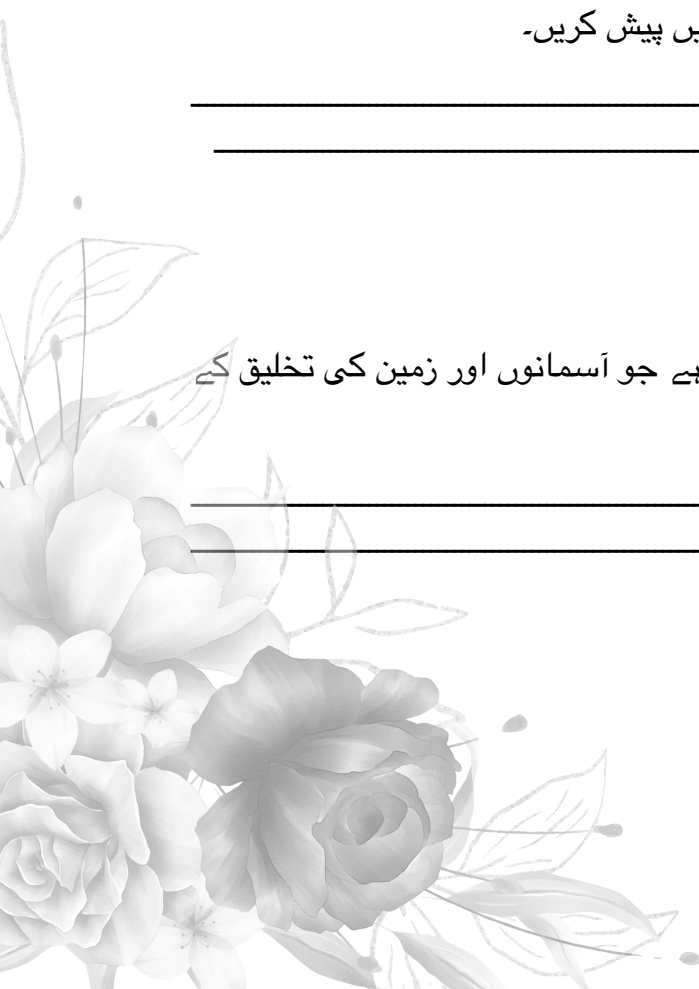 پیش کریں۔
جو آسمانوں اور زمین کی تخلیق کے